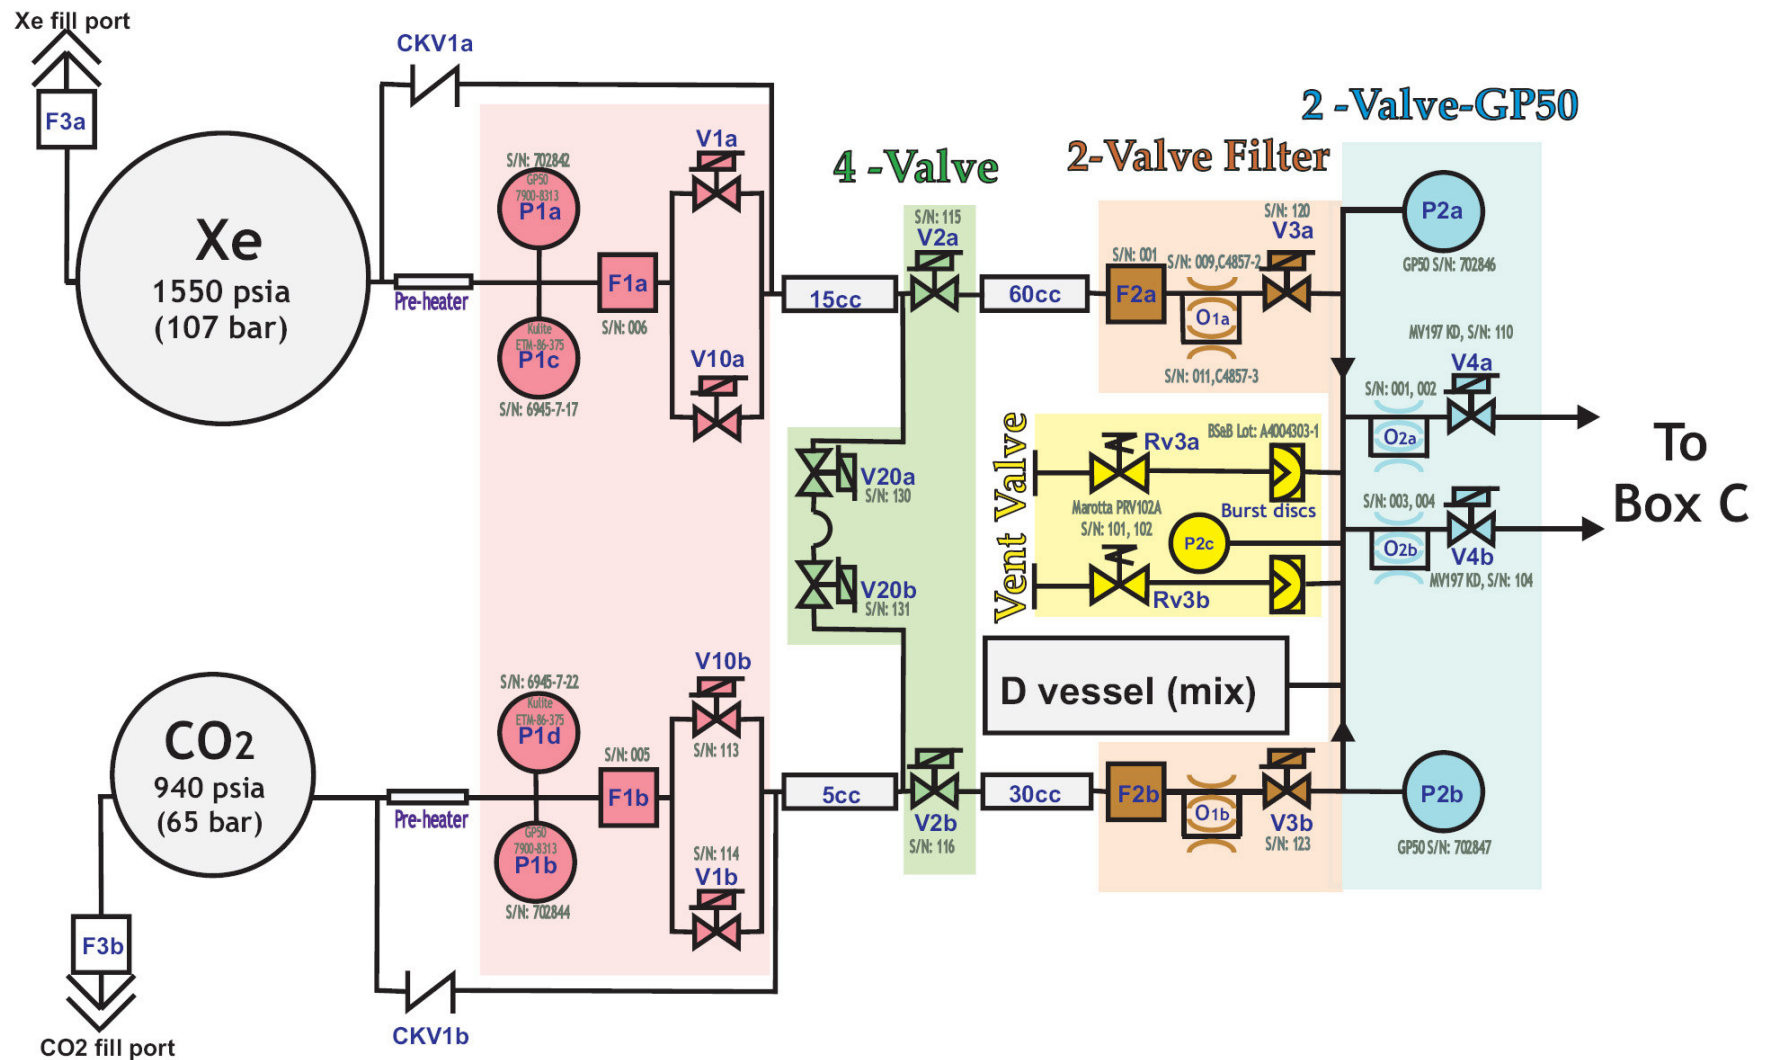 Xe fill port
F3a
CKV1a
Xe
1550 psia
(107 bar)
Pre-heater
S/N: 702842
GP50
7900-8313
P1a
Kulite
ETM-86-375
P1c
S/N: 6945-7-17
F1a
S/N: 006
V1a
V10a
15cc
4 -Valve
S/N: 115
V2a
60cc
2-Valve Filter
S/N: 001
F2a
S/N: 009,C4857-2
O1a
S/N: 011,C4857-3
S/N: 120
V3a
2 -Valve-GP50
P2a
GP50 S/N: 702846
MV197 KD, S/N: 110
V4a
S/N: 001, 002
O2a
S/N: 003, 004
O2b
V4b
MV197 KD, S/N: 104
To
Box C
Vent Valve
Rv3a
BS&B Lot: A4004303-1
Marotta PRV102A
S/N: 101, 102
Burst discs
P2c
Rv3b
V20a
S/N: 130
V20b
S/N: 131
D vessel (mix)
CO2
940 psia
(65 bar)
Pre-heater
S/N: 6945-7-22
Kulite
ETM-86-375
P1d
GP50
7900-8313
P1b
S/N: 702844
S/N: 005
F1b
V10b
S/N: 113
S/N: 114
V1b
5cc
V2b
S/N: 116
30cc
F2b
O1b
V3b
S/N: 123
P2b
GP50 S/N: 702847
F3b
CO2 fill port
CKV1b